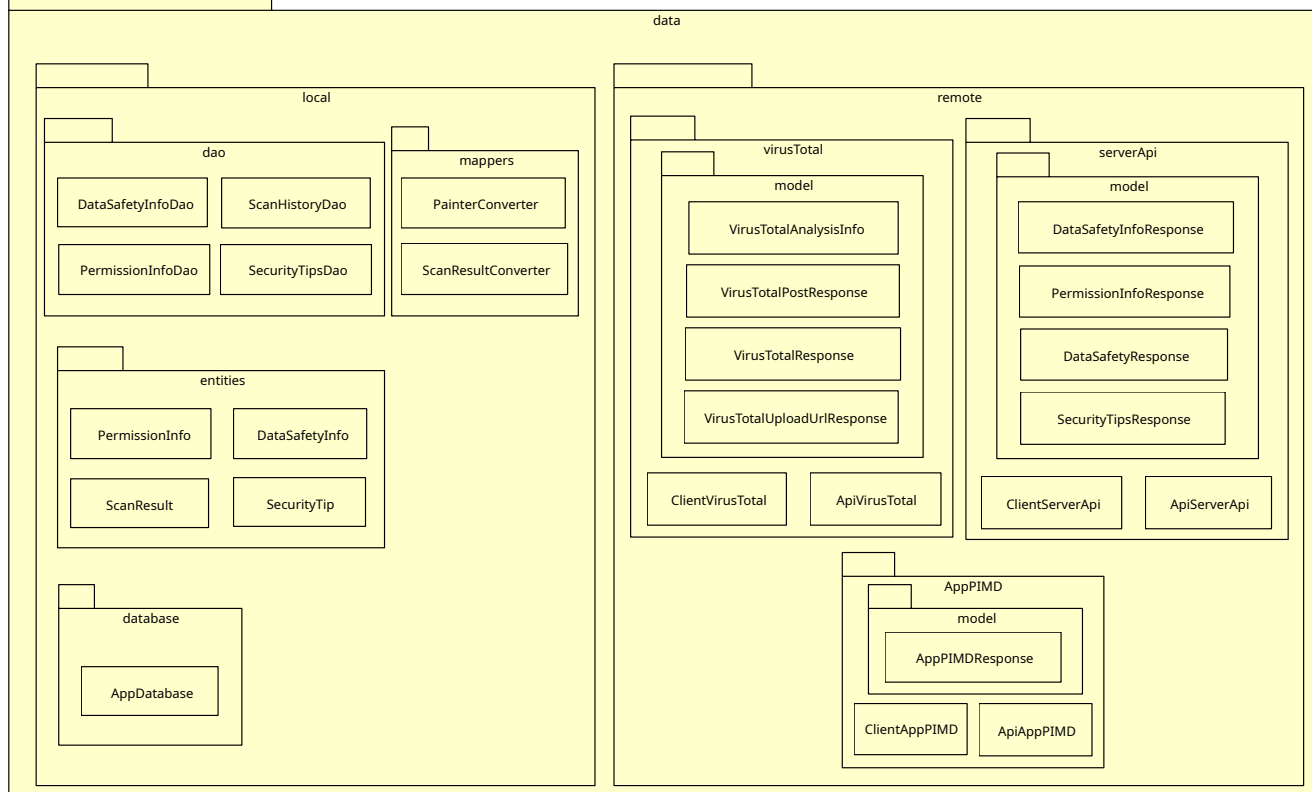 data
local
dao
DataSafetyInfoDao
ScanHistoryDao
PermissionInfoDao
SecurityTipsDao
mappers
PainterConverter
ScanResultConverter
entities
PermissionInfo
DataSafetyInfo
ScanResult
SecurityTip
database
AppDatabase
remote
virusTotal
model
VirusTotalAnalysisInfo
VirusTotalPostResponse
VirusTotalResponse
VirusTotalUploadUrlResponse
ClientVirusTotal
ApiVirusTotal
serverApi
model
DataSafetyInfoResponse
PermissionInfoResponse
DataSafetyResponse
SecurityTipsResponse
ClientServerApi
ApiServerApi
AppPIMD
model
AppPIMDResponse
ClientAppPIMD
ApiAppPIMD